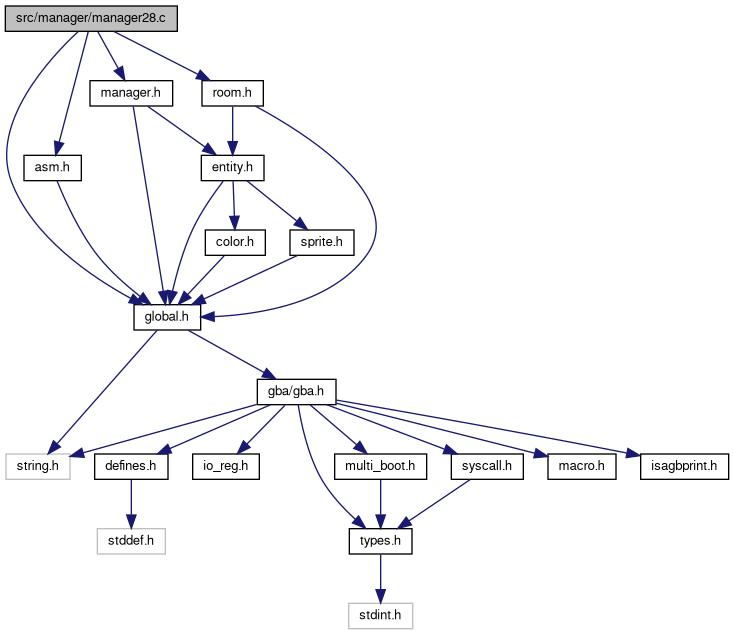 src/manager/manager28.c
manager.h
room.h
asm.h
entity.h
color.h
sprite.h
global.h
gba/gba.h
string.h
defines.h
io_reg.h
multi_boot.h
syscall.h
macro.h
isagbprint.h
stddef.h
types.h
stdint.h